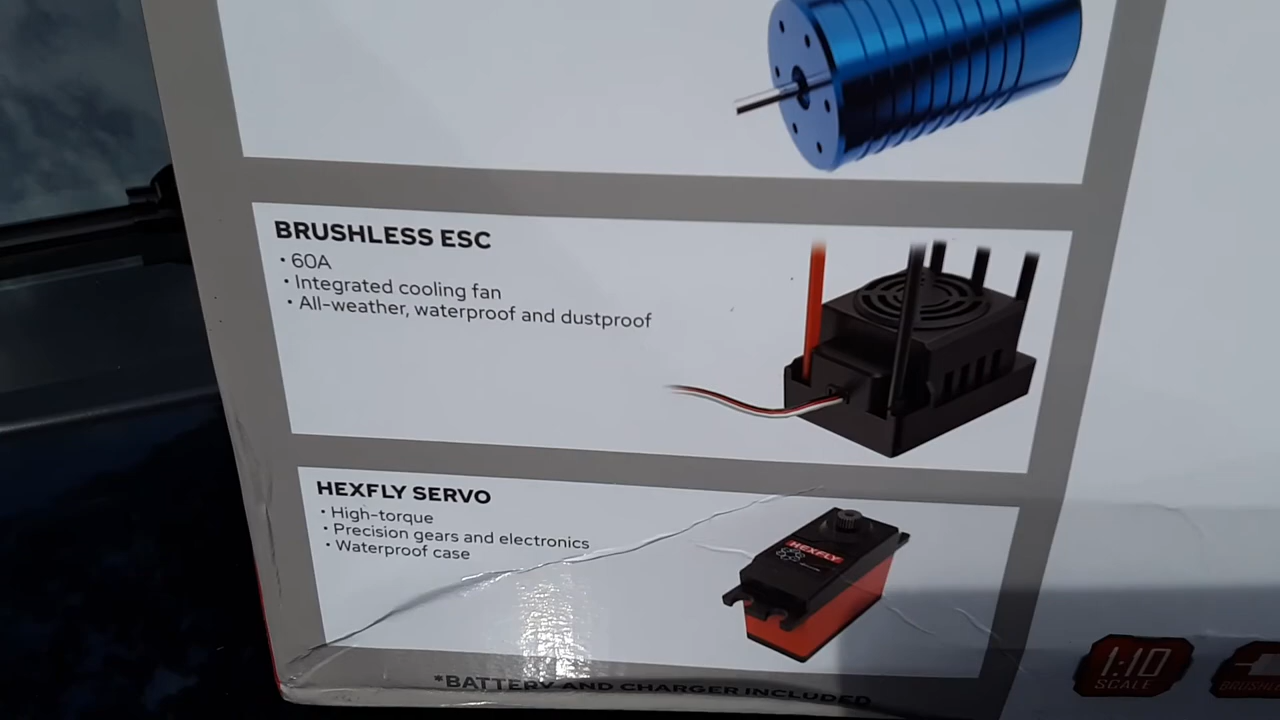 BRUSHLESS ESC
• 60A
• Integrated cooling fan
• All-weather, waterproof and dustproof
HEXFLY SERVO
• High-torque
• Precision gears and electronics
• Waterproof case
HEXFLY
*BATTERY AND CHARGER INCLUDED
1:10
SCALE